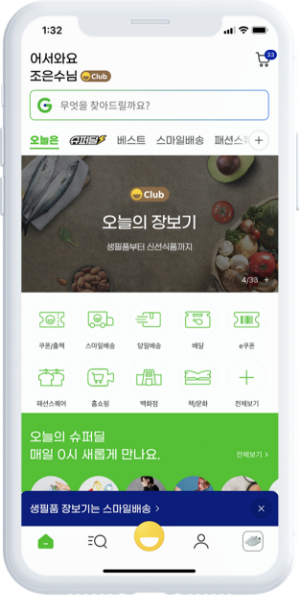 1:32
어서와요
33
조은수님 Club
G 무엇을 찾아드릴까요?
오늘은 슈퍼딜 베스트 스마일배송 패션스
Club
오늘의 장보기
생필품부터 신선식품까지
4/33 +
쿠폰/출첵 스마일배송 당일배송 배달 e쿠폰
패션스퀘어 홈쇼핑 백화점 책/문화 전체보기
오늘의 슈퍼딜
매일 0시 새롭게 만나요.
전체보기 >
생필품 장보기는 스마일배송 >